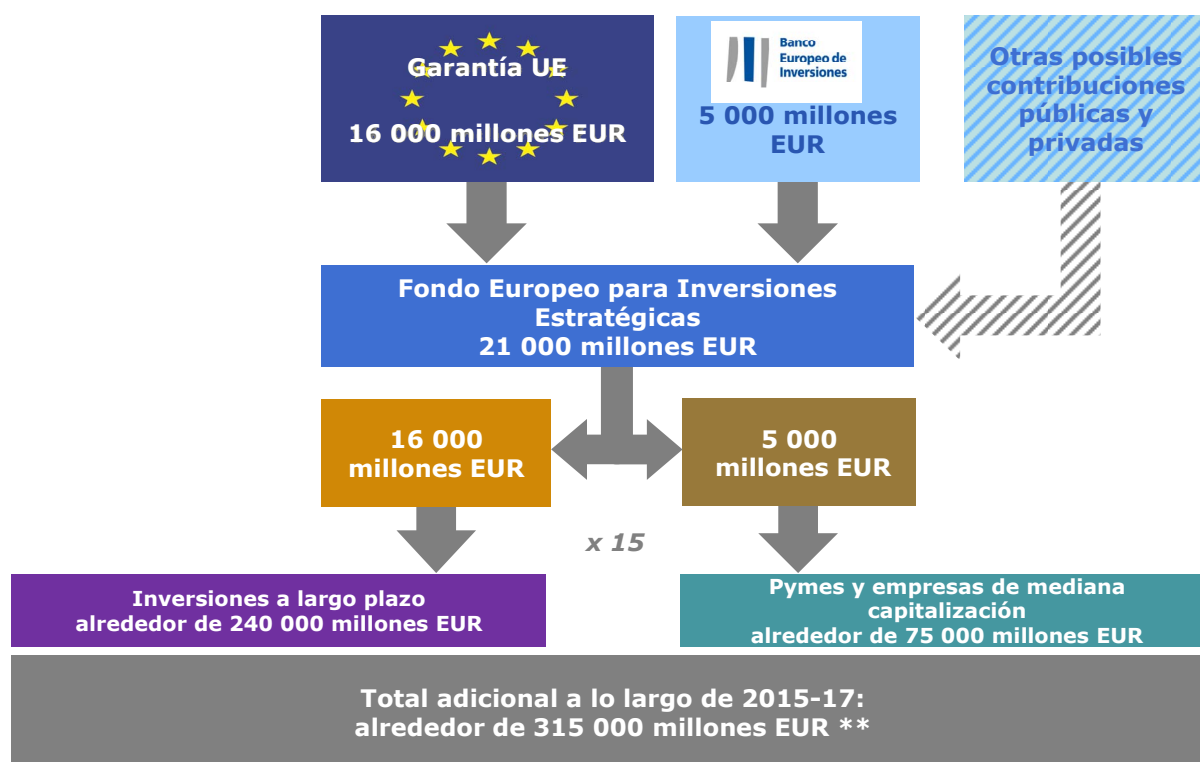 Garantía UE
16 000 millones EUR
Banco
Europeo de
Inversiones
5 000 millones
EUR
Otras posibles
contribuciones
públicas y
privadas
Fondo Europeo para Inversiones
Estratégicas
21 000 millones EUR
16 000
millones EUR
5 000
millones EUR
x 15
Inversiones a largo plazo
alrededor de 240 000 millones EUR
Pymes y empresas de mediana
capitalización
alrededor de 75 000 millones EUR
Total adicional a lo largo de 2015-17:
alrededor de 315 000 millones EUR **